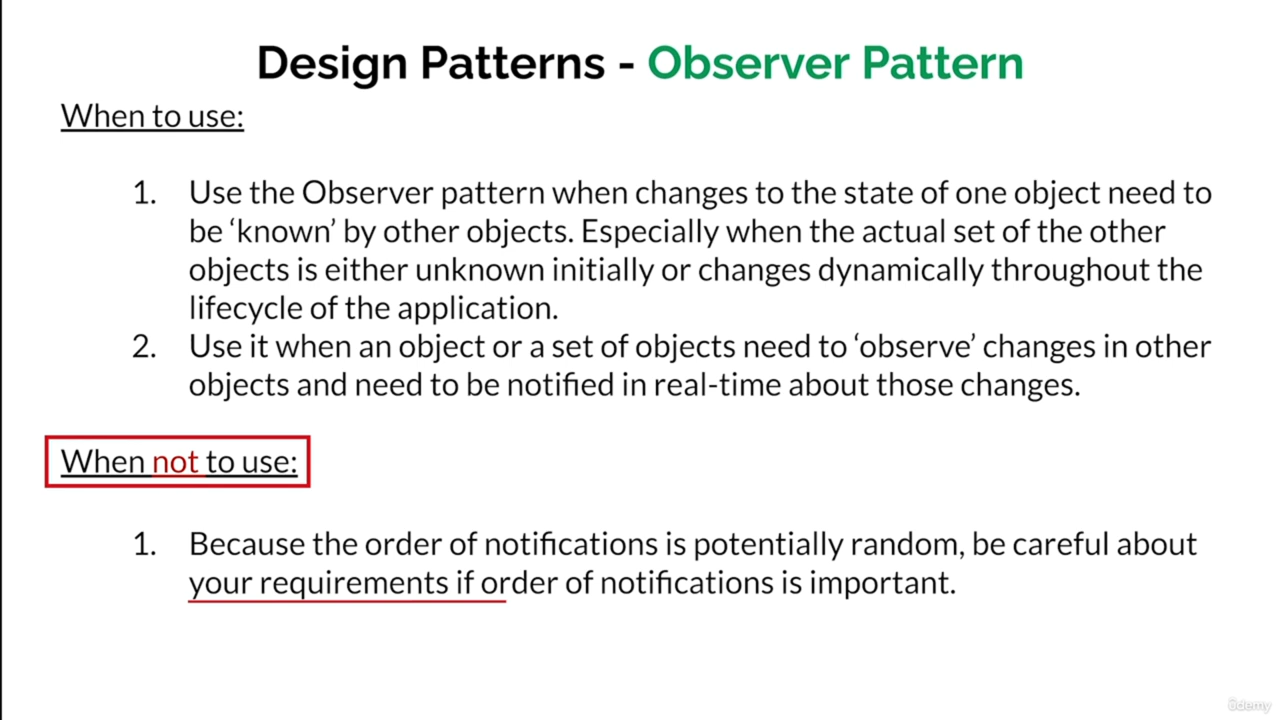 Design Patterns - Observer Pattern
When to use:
1. Use the Observer pattern when changes to the state of one object need to
be ‘known’ by other objects. Especially when the actual set of the other
objects is either unknown initially or changes dynamically throughout the
lifecycle of the application.
2. Use it when an object or a set of objects need to ‘observe’ changes in other
objects and need to be notified in real-time about those changes.
When not to use:
1. Because the order of notifications is potentially random, be careful about
your requirements if order of notifications is important.
ûdemy